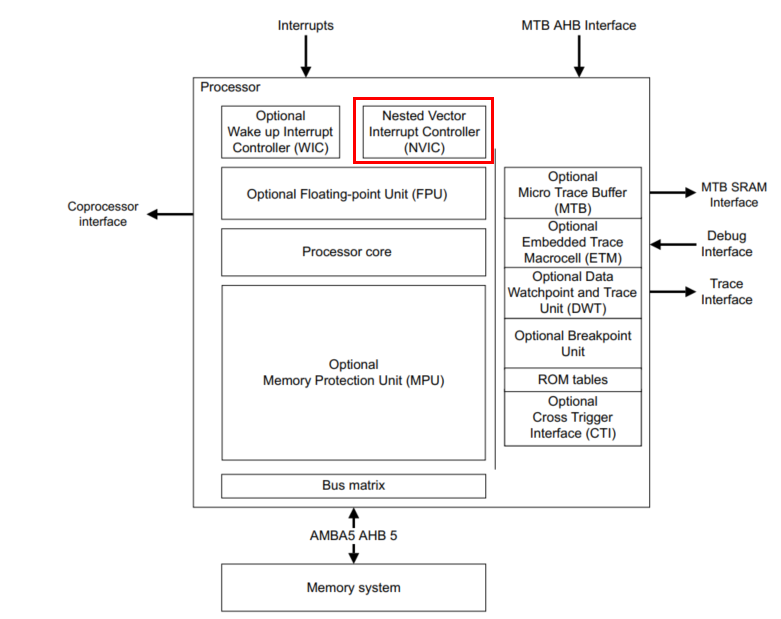 Interrupts
MTB AHB Interface
Processor
Optional
Wake up Interrupt
Controller (WIC)
Nested Vector
Interrupt Controller
(NVIC)
Optional Floating-point Unit (FPU)
Coprocessor
interface
Processor core
Optional
Memory Protection Unit (MPU)
Bus matrix
Optional
Micro Trace Buffer
(MTB)
MTB SRAM
Interface
Optional
Embedded Trace
Macrocell (ETM)
Debug
Interface
Optional Data
Watchpoint and Trace
Unit (DWT)
Trace
Interface
Optional Breakpoint
Unit
ROM tables
Optional
Cross Trigger
Interface (CTI)
AMBA5 AHB 5
Memory system